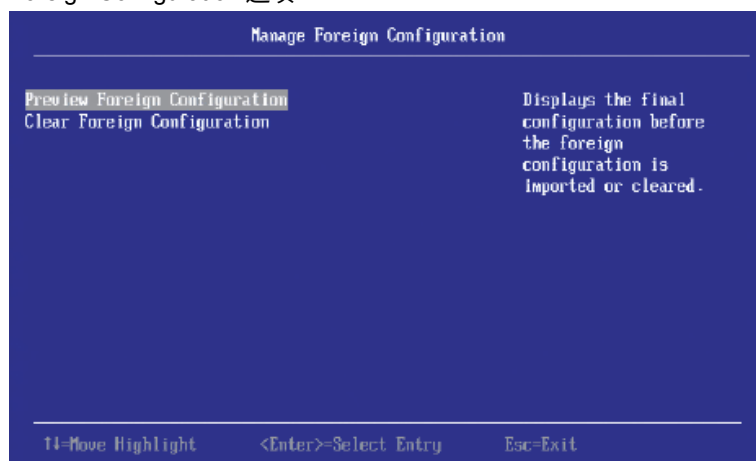 Manage Foreign Configuration
Preview Foreign Configuration
Clear Foreign Configuration
Displays the final
configuration before
the foreign
configuration is
imported or cleared.
↑↓=Move Highlight <Enter>=Select Entry Esc=Exit